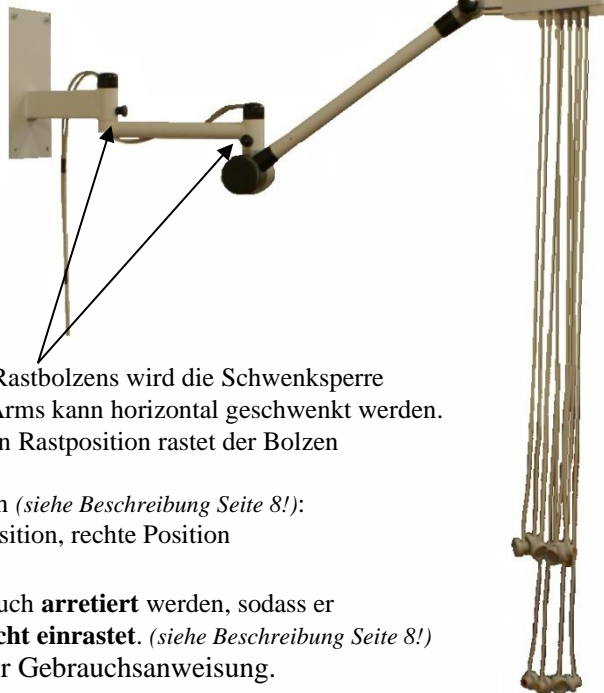 Rastbolzens wird die Schwenksperre
Arms kann horizontal geschwenkt werden.
n Rastposition rastet der Bolzen
n (siehe Beschreibung Seite 8!):
sition, rechte Position
uch arretiert werden, sodass er
cht einrastet. (siehe Beschreibung Seite 8!)
r Gebrauchsanweisung.